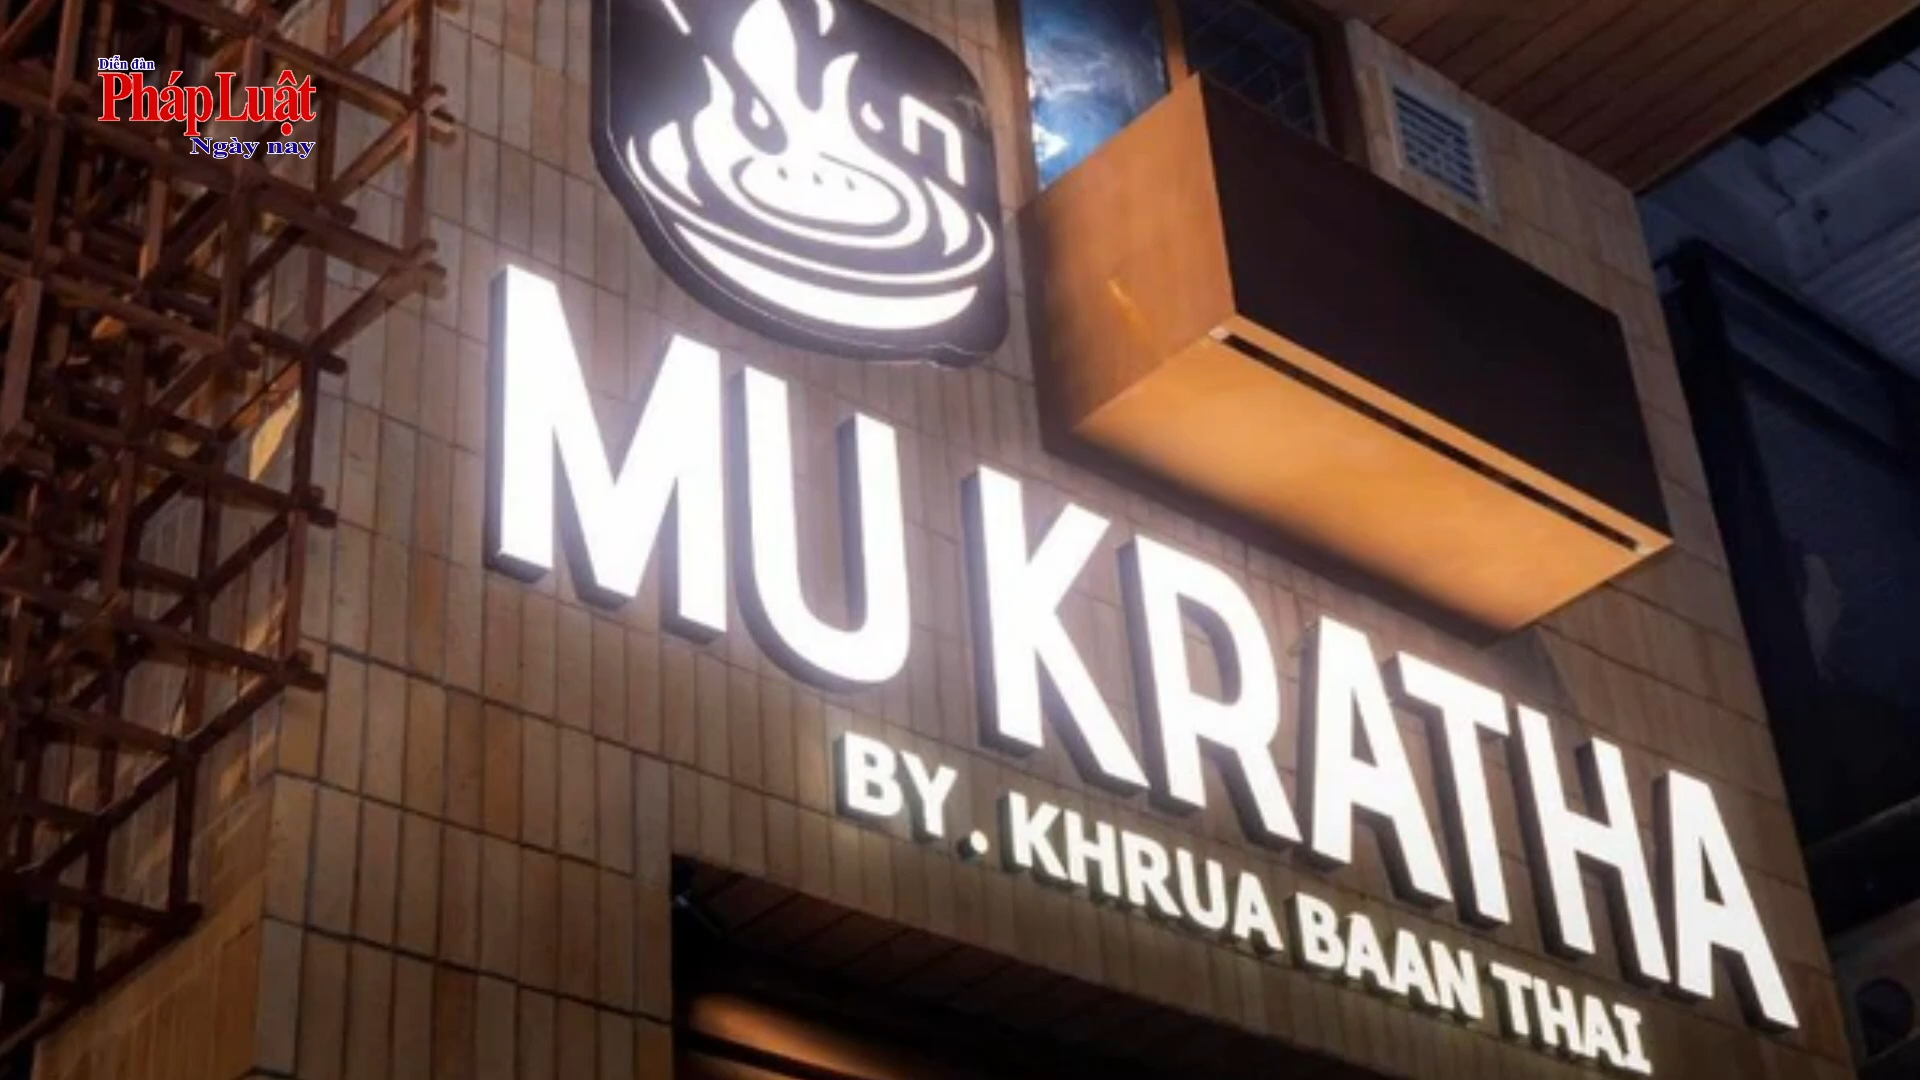 Diễn đàn
Pháp Luật
Ngày nay
MU KRATHA
BY . KHRUA BAAN THAI